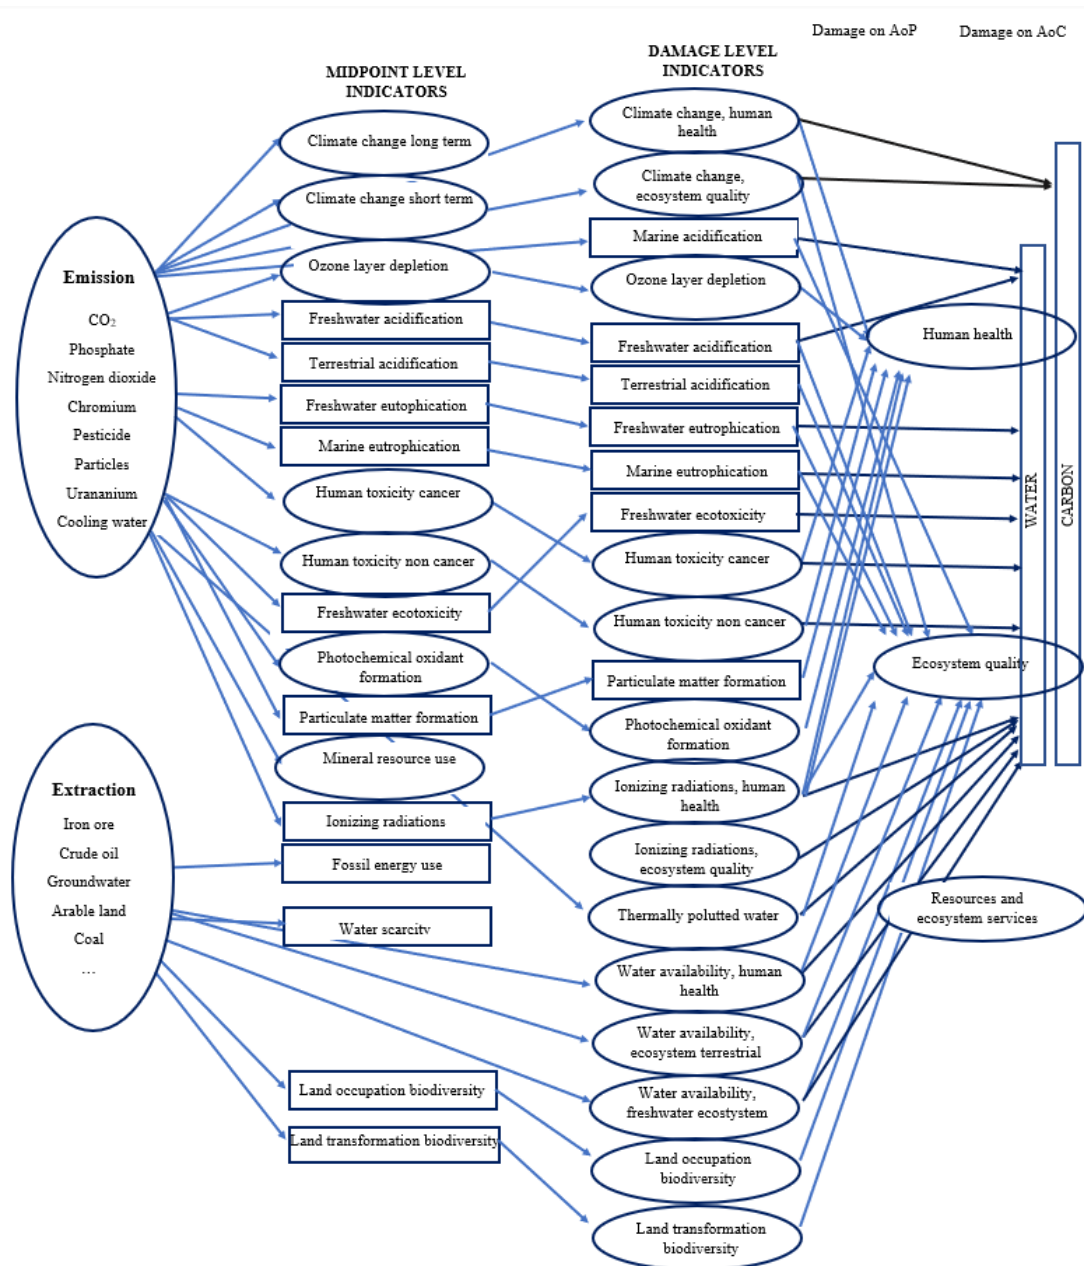 Damage on AoP
Damage on AoC
MIDPOINT LEVEL
INDICATORS
DAMAGE LEVEL
INDICATORS
Emission
CO₂
Phosphate
Nitrogen dioxide
Chromium
Pesticide
Particles
Urananium
Cooling water
Extraction
Iron ore
Crude oil
Groundwater
Arable land
Coal
...
Climate change long term
Climate change short term
Ozone layer depletion
Freshwater acidification
Terrestrial acidification
Freshwater eutophication
Marine eutrophication
Human toxicity cancer
Human toxicity non cancer
Freshwater ecotoxicity
Photochemical oxidant
formation
Particulate matter formation
Mineral resource use
Ionizing radiations
Fossil energy use
Water scarcity
Land occupation biodiversity
Land transformation biodiversity
Climate change, human
health
Climate change,
ecosystem quality
Marine acidification
Ozone layer depletion
Freshwater acidification
Terrestrial acidification
Freshwater eutrophication
Marine eutrophication
Freshwater ecotoxicity
Human toxicity cancer
Human toxicity non cancer
Particulate matter formation
Photochemical oxidant
formation
Ionizing radiations, human
health
Ionizing radiations,
ecosystem quality
Thermally polutted water
Water availability, human
health
Water availability,
ecosystem terrestrial
Water availability,
freshwater ecostystem
Land occupation
biodiversity
Land transformation
biodiversity
Human health
Ecosystem quality
Resources and
ecosystem services
WATER
CARBON